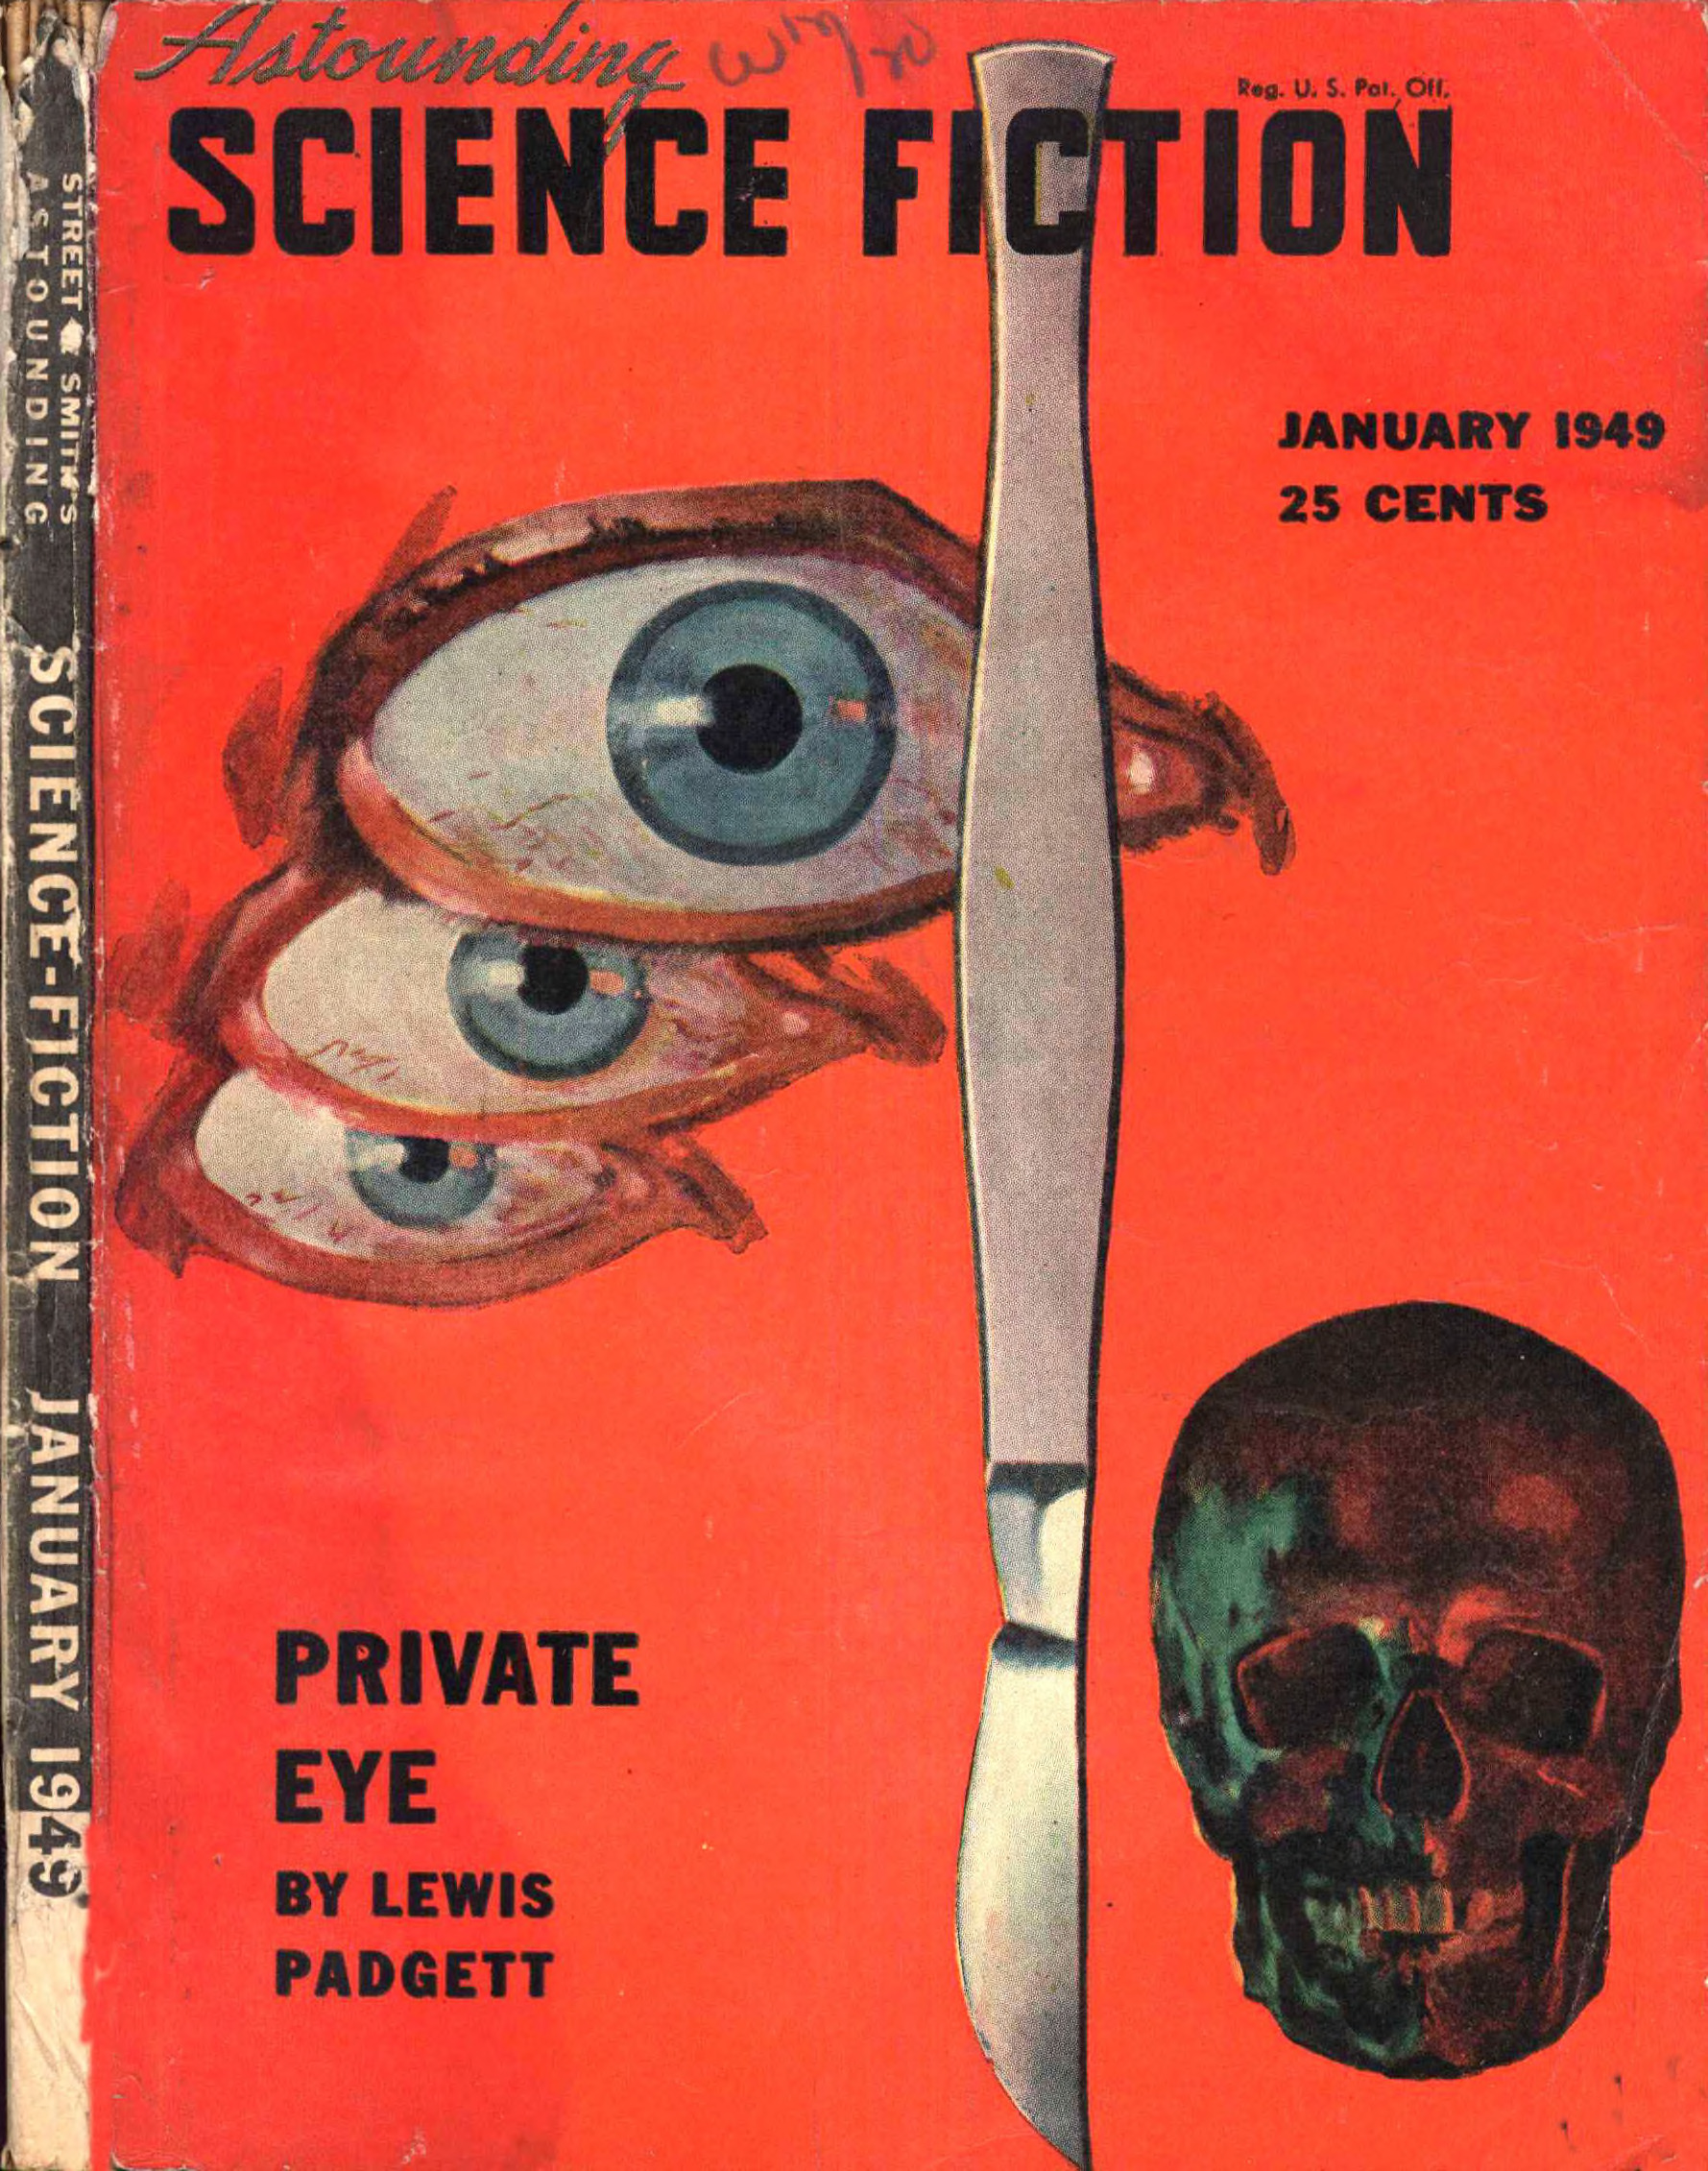 Astounding
Reg. U. S. Pat. Off.
SCIENCE FICTION
JANUARY 1949
25 CENTS
PRIVATE
EYE
BY LEWIS
PADGETT
STREET & SMITH'S
ASTOUNDING
SCIENCE-FICTION JANUARY 1949